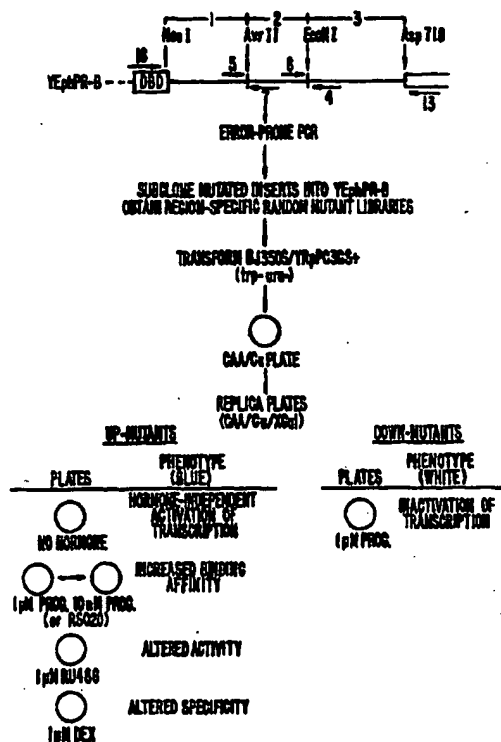 1 2 3
Nco I Avr II EcoN I Asp 718
16 5 6
YEphPR-B DBD
4 13
ERROR-PRONE PCR
SUBCLONE MUTATED INSERTS INTO YEphPR-B
OBTAIN REGION-SPECIFIC RANDOM MUTANT LIBRARIES
TRANSFORM BJ3505/YRpPC3GS+
(trp- ura-)
CAA/Cu PLATE
REPLICA PLATES
(CAA/Cu/XGal)
UP-MUTANTS
PLATES PHENOTYPE
(BLUE)
NO HORMONE HORMONE-INDEPENDENT
ACTIVATION OF
TRANSCRIPTION
1µM PROG. 10nM PROG.
(or R5020)
INCREASED BINDING
AFFINITY
1µM RU486
ALTERED ACTIVITY
1µM DEX
ALTERED SPECIFICITY
DOWN-MUTANTS
PLATES PHENOTYPE
(WHITE)
1µM PROG.
INACTIVATION OF
TRANSCRIPTION